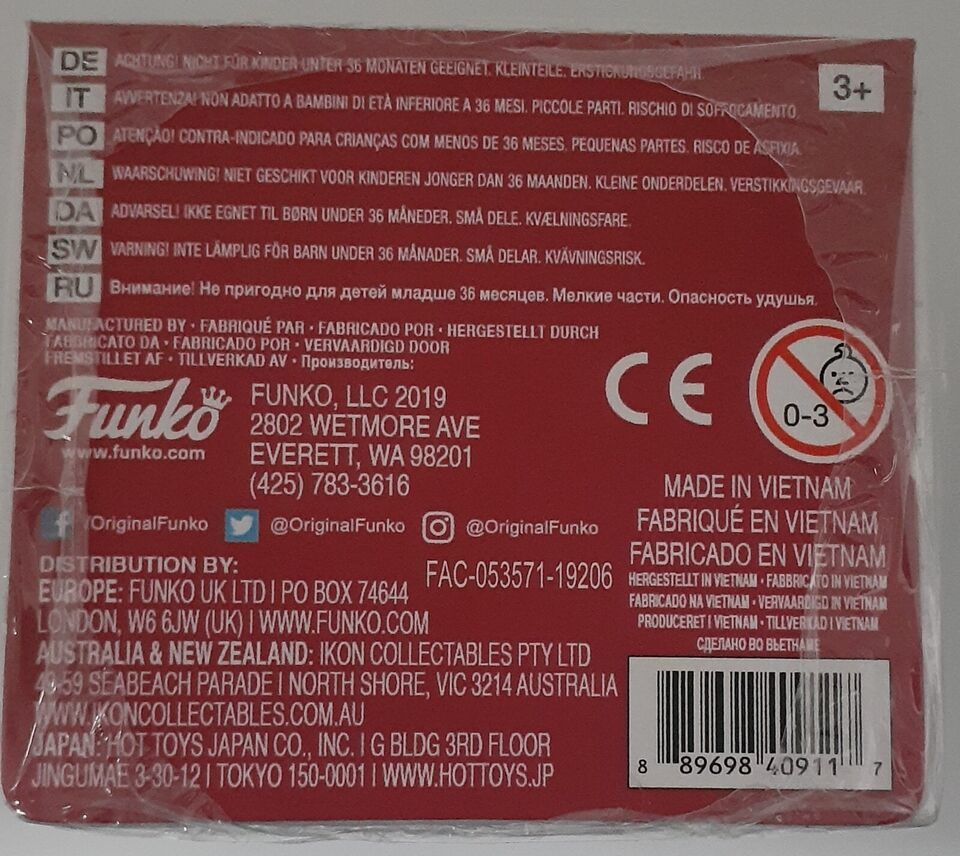 DE ACHTUNG! NICHT FÜR KINDER UNTER 36 MONATEN GEEIGNET. KLEINTEILE. ERSTICKUNGSGEFAHR.
3+
IT AVVERTENZA! NON ADATTO A BAMBINI DI ETÀ INFERIORE A 36 MESI. PICCOLE PARTI. RISCHIO DI SOFFOCAMENTO.
PO ATENÇÃO! CONTRA-INDICADO PARA CRIANÇAS COM MENOS DE 36 MESES. PEQUENAS PARTES. RISCO DE ASFIXIA.
NL WAARSCHUWING! NIET GESCHIKT VOOR KINDEREN JONGER DAN 36 MAANDEN. KLEINE ONDERDELEN. VERSTIKKINGSGEVAAR.
DA ADVARSEL! IKKE EGNET TIL BØRN UNDER 36 MÅNEDER. SMÅ DELE. KVÆLNINGSFARE.
SW VARNING! INTE LÄMPLIG FÖR BARN UNDER 36 MÅNADER. SMÅ DELAR. KVÄVNINGSRISK.
RU Внимание! Не пригодно для детей младше 36 месяцев. Мелкие части. Опасность удушья.
MANUFACTURED BY • FABRIQUÉ PAR • FABRICADO POR • HERGESTELLT DURCH
FABBRICATO DA • FABRICADO POR • VERVAARDIGD DOOR
FREMSTILLET AF • TILLVERKAD AV • Производитель:
Funko
www.funko.com
FUNKO, LLC 2019
2802 WETMORE AVE
EVERETT, WA 98201
(425) 783-3616
CE
0-3
/OriginalFunko @OriginalFunko @OriginalFunko
MADE IN VIETNAM
FABRIQUÉ EN VIETNAM
FABRICADO EN VIETNAM
HERGESTELLT IN VIETNAM • FABBRICATO IN VIETNAM
FABRICADO NA VIETNAM • VERVAARDIGD IN VIETNAM
PRODUCERET I VIETNAM • TILLVERKAD I VIETNAM
СДЕЛАНО ВО ВЬЕТНАМЕ
DISTRIBUTION BY:
FAC-053571-19206
EUROPE: FUNKO UK LTD | PO BOX 74644
LONDON, W6 6JW (UK) | WWW.FUNKO.COM
AUSTRALIA & NEW ZEALAND: IKON COLLECTABLES PTY LTD
49-59 SEABEACH PARADE | NORTH SHORE, VIC 3214 AUSTRALIA
WWW.IKONCOLLECTABLES.COM.AU
JAPAN: HOT TOYS JAPAN CO., INC. | G BLDG 3RD FLOOR
JINGUMAE 3-30-12 | TOKYO 150-0001 | WWW.HOTTOYS.JP
8 89698 40911 7